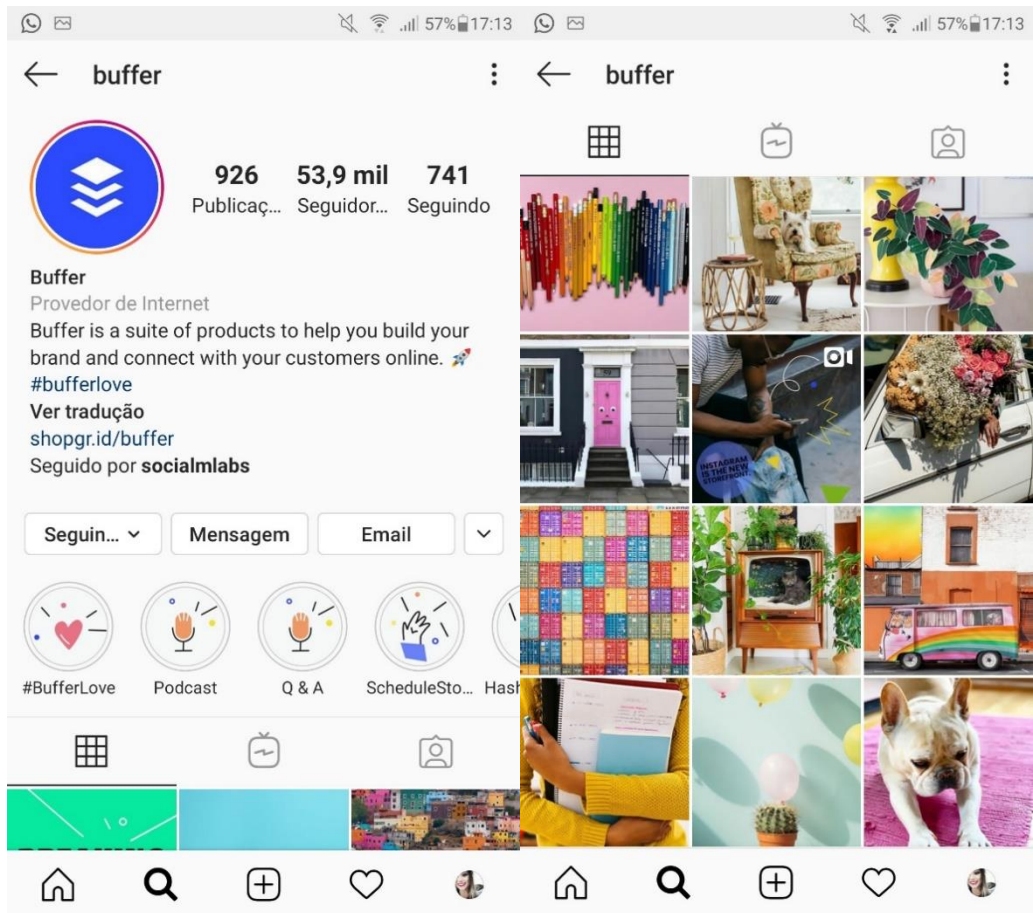 57% 17:13
buffer
926 53,9 mil 741
Publicaç... Seguidor... Seguindo
Buffer
Provedor de Internet
Buffer is a suite of products to help you build your
brand and connect with your customers online. 🚀
#bufferlove
Ver tradução
shopgr.id/buffer
Seguido por socialmlabs
Seguin... Mensagem Email
#BufferLove Podcast Q & A ScheduleSto... Hash
57% 17:13
buffer
INSTAGRAM
IS THE NEW
STOREFRONT.